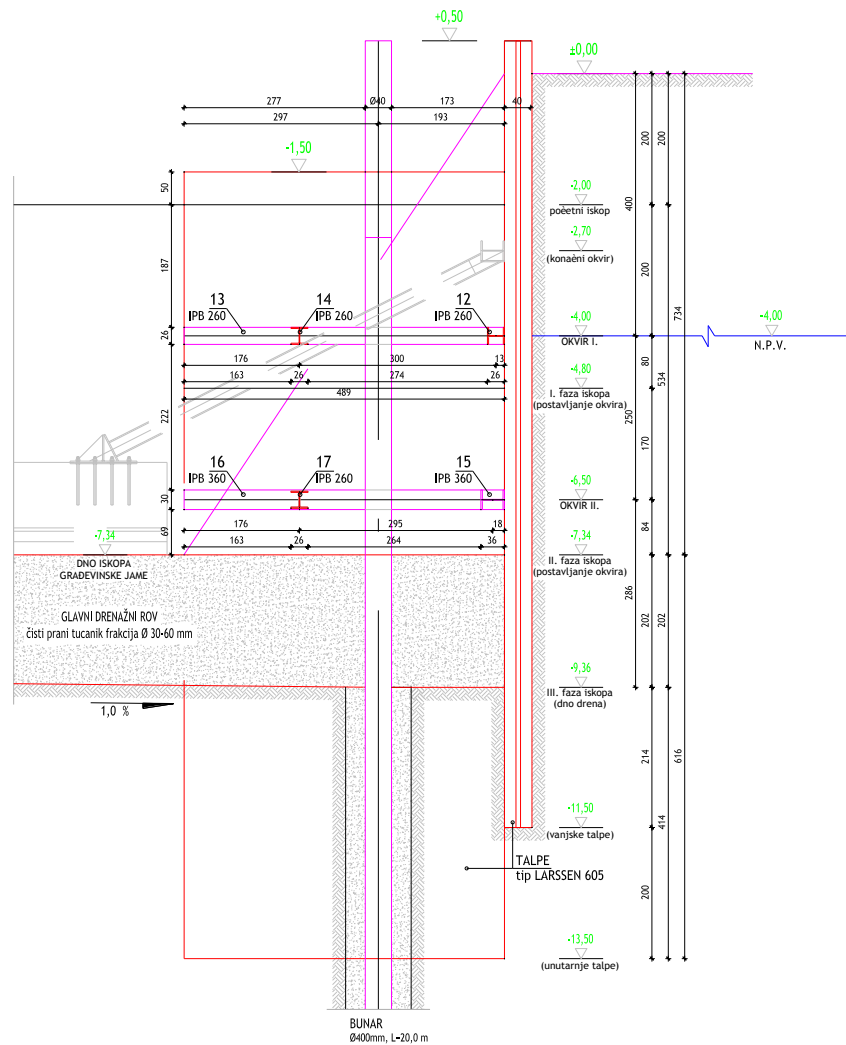 +0,50
±0,00
277
Ø40
173
40
297
193
-1,50
50
187
26
222
30
69
200
200
400
200
734
534
-2,00
poèetni iskop
-2,70
(konaèni okvir)
13
IPB 260
14
IPB 260
12
IPB 260
-4,00
OKVIR I.
-4,00
N.P.V.
176
300
13
163
26
274
26
489
80
-4,80
I. faza iskopa
(postavljanje okvira)
250
170
16
IPB 360
17
IPB 260
15
IPB 360
-6,50
OKVIR II.
176
295
18
163
26
264
36
84
-7,34
DNO ISKOPA
GRAĐEVINSKE JAME
-7,34
II. faza iskopa
(postavljanje okvira)
286
202
202
GLAVNI DRENAŽNI ROV
čisti prani tucanik frakcija Ø 30-60 mm
-9,36
III. faza iskopa
(dno drena)
1,0 %
214
616
414
-11,50
(vanjske talpe)
TALPE
tip LARSSEN 605
200
-13,50
(unutarnje talpe)
BUNAR
Ø400mm, L=20,0 m